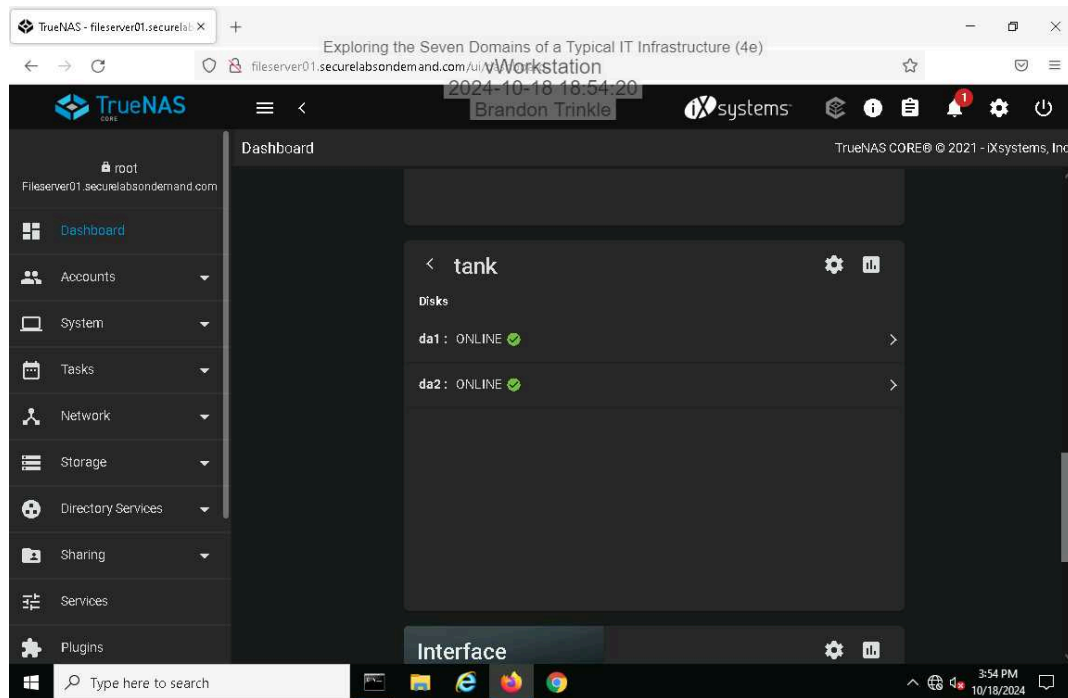 TrueNAS - fileserver01.securelab
Exploring the Seven Domains of a Typical IT Infrastructure (4e)
fileserver01.securelabsondemand.com/ui/
vWorkstation
2024-10-18 18:54:20
Brandon Trinkle
TrueNAS
CORE
iXsystems
1
root
Fileserver01.securelabsondemand.com
Dashboard
TrueNAS CORE® © 2021 - iXsystems, Inc
Dashboard
Accounts
System
Tasks
Network
Storage
Directory Services
Sharing
Services
Plugins
tank
Disks
da1 : ONLINE
da2 : ONLINE
Interface
Type here to search
3:54 PM
10/18/2024